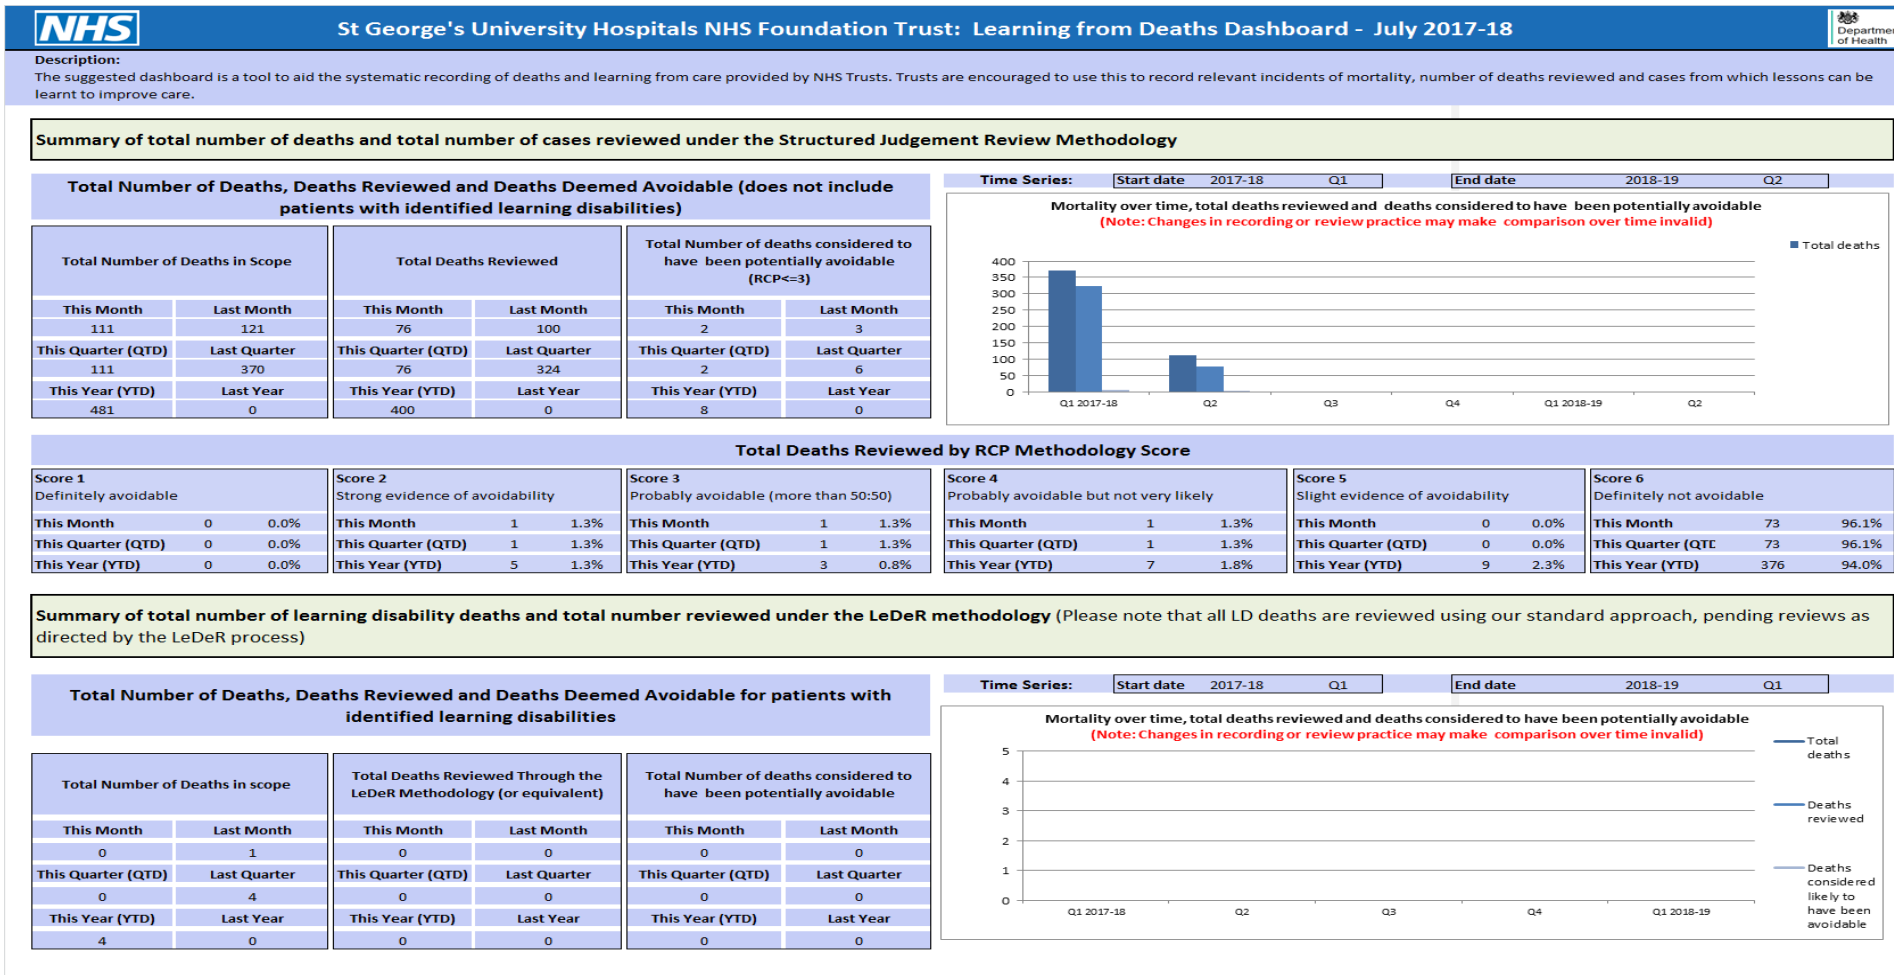 NHS
St George's University Hospitals NHS Foundation Trust: Learning from Deaths Dashboard - July 2017-18
Departmen
of Health
Description:
The suggested dashboard is a tool to aid the systematic recording of deaths and learning from care provided by NHS Trusts. Trusts are encouraged to use this to record relevant incidents of mortality, number of deaths reviewed and cases from which lessons can be
learnt to improve care.
Summary of total number of deaths and total number of cases reviewed under the Structured Judgement Review Methodology
Total Number of Deaths, Deaths Reviewed and Deaths Deemed Avoidable (does not include
patients with identified learning disabilities)
Total Number of Deaths in Scope
Total Deaths Reviewed
Total Number of deaths considered to
have been potentially avoidable
(RCP<=3)
This Month Last Month This Month Last Month This Month Last Month
111 121 76 100 2 3
This Quarter (QTD) Last Quarter This Quarter (QTD) Last Quarter This Quarter (QTD) Last Quarter
111 370 76 324 2 6
This Year (YTD) Last Year This Year (YTD) Last Year This Year (YTD) Last Year
481 0 400 0 8 0
Time Series: Start date 2017-18 Q1 End date 2018-19 Q2
Mortality over time, total deaths reviewed and deaths considered to have been potentially avoidable
(Note: Changes in recording or review practice may make comparison over time invalid)
Total deaths
400
350
300
250
200
150
100
50
0
Q1 2017-18 Q2 Q3 Q4 Q1 2018-19 Q2
Total Deaths Reviewed by RCP Methodology Score
Score 1
Definitely avoidable
This Month 0 0.0%
This Quarter (QTD) 0 0.0%
This Year (YTD) 0 0.0%
Score 2
Strong evidence of avoidability
This Month 1 1.3%
This Quarter (QTD) 1 1.3%
This Year (YTD) 5 1.3%
Score 3
Probably avoidable (more than 50:50)
This Month 1 1.3%
This Quarter (QTD) 1 1.3%
This Year (YTD) 3 0.8%
Score 4
Probably avoidable but not very likely
This Month 1 1.3%
This Quarter (QTD) 1 1.3%
This Year (YTD) 7 1.8%
Score 5
Slight evidence of avoidability
This Month 0 0.0%
This Quarter (QTD) 0 0.0%
This Year (YTD) 9 2.3%
Score 6
Definitely not avoidable
This Month 73 96.1%
This Quarter (QTD 73 96.1%
This Year (YTD) 376 94.0%
Summary of total number of learning disability deaths and total number reviewed under the LeDeR methodology (Please note that all LD deaths are reviewed using our standard approach, pending reviews as
directed by the LeDeR process)
Total Number of Deaths, Deaths Reviewed and Deaths Deemed Avoidable for patients with
identified learning disabilities
Total Number of Deaths in scope
Total Deaths Reviewed Through the
LeDeR Methodology (or equivalent)
Total Number of deaths considered to
have been potentially avoidable
This Month Last Month This Month Last Month This Month Last Month
0 1 0 0 0 0
This Quarter (QTD) Last Quarter This Quarter (QTD) Last Quarter This Quarter (QTD) Last Quarter
0 4 0 0 0 0
This Year (YTD) Last Year This Year (YTD) Last Year This Year (YTD) Last Year
4 0 0 0 0 0
Time Series: Start date 2017-18 Q1 End date 2018-19 Q1
Mortality over time, total deaths reviewed and deaths considered to have been potentially avoidable
(Note: Changes in recording or review practice may make comparison over time invalid)
5
4
3
2
1
0
Q1 2017-18 Q2 Q3 Q4 Q1 2018-19
Total
deaths
Deaths
reviewed
Deaths
considered
likely to
have been
avoidable